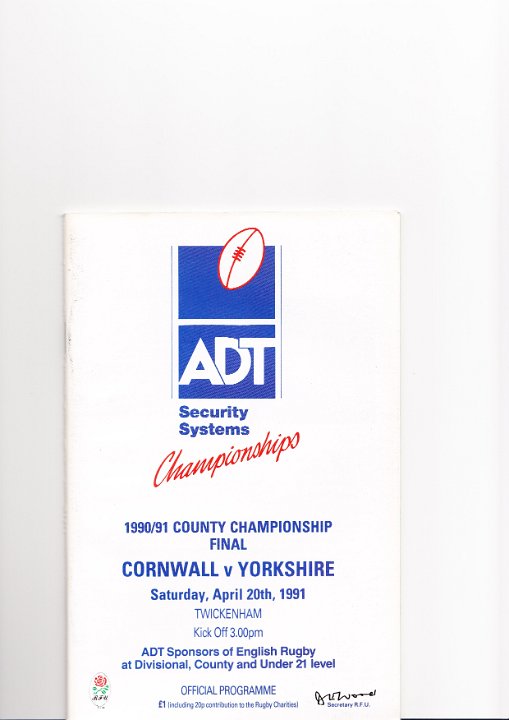 ADT
Security
Systems
Championships
1990/91 COUNTY CHAMPIONSHIP
FINAL
CORNWALL v YORKSHIRE
Saturday, April 20th, 1991
TWICKENHAM
Kick Off 3.00pm
ADT Sponsors of English Rugby
at Divisional, County and Under 21 level
OFFICIAL PROGRAMME
£1 (including 20p contribution to the Rugby Charities)
R.F.U.
Secretary R.F.U.